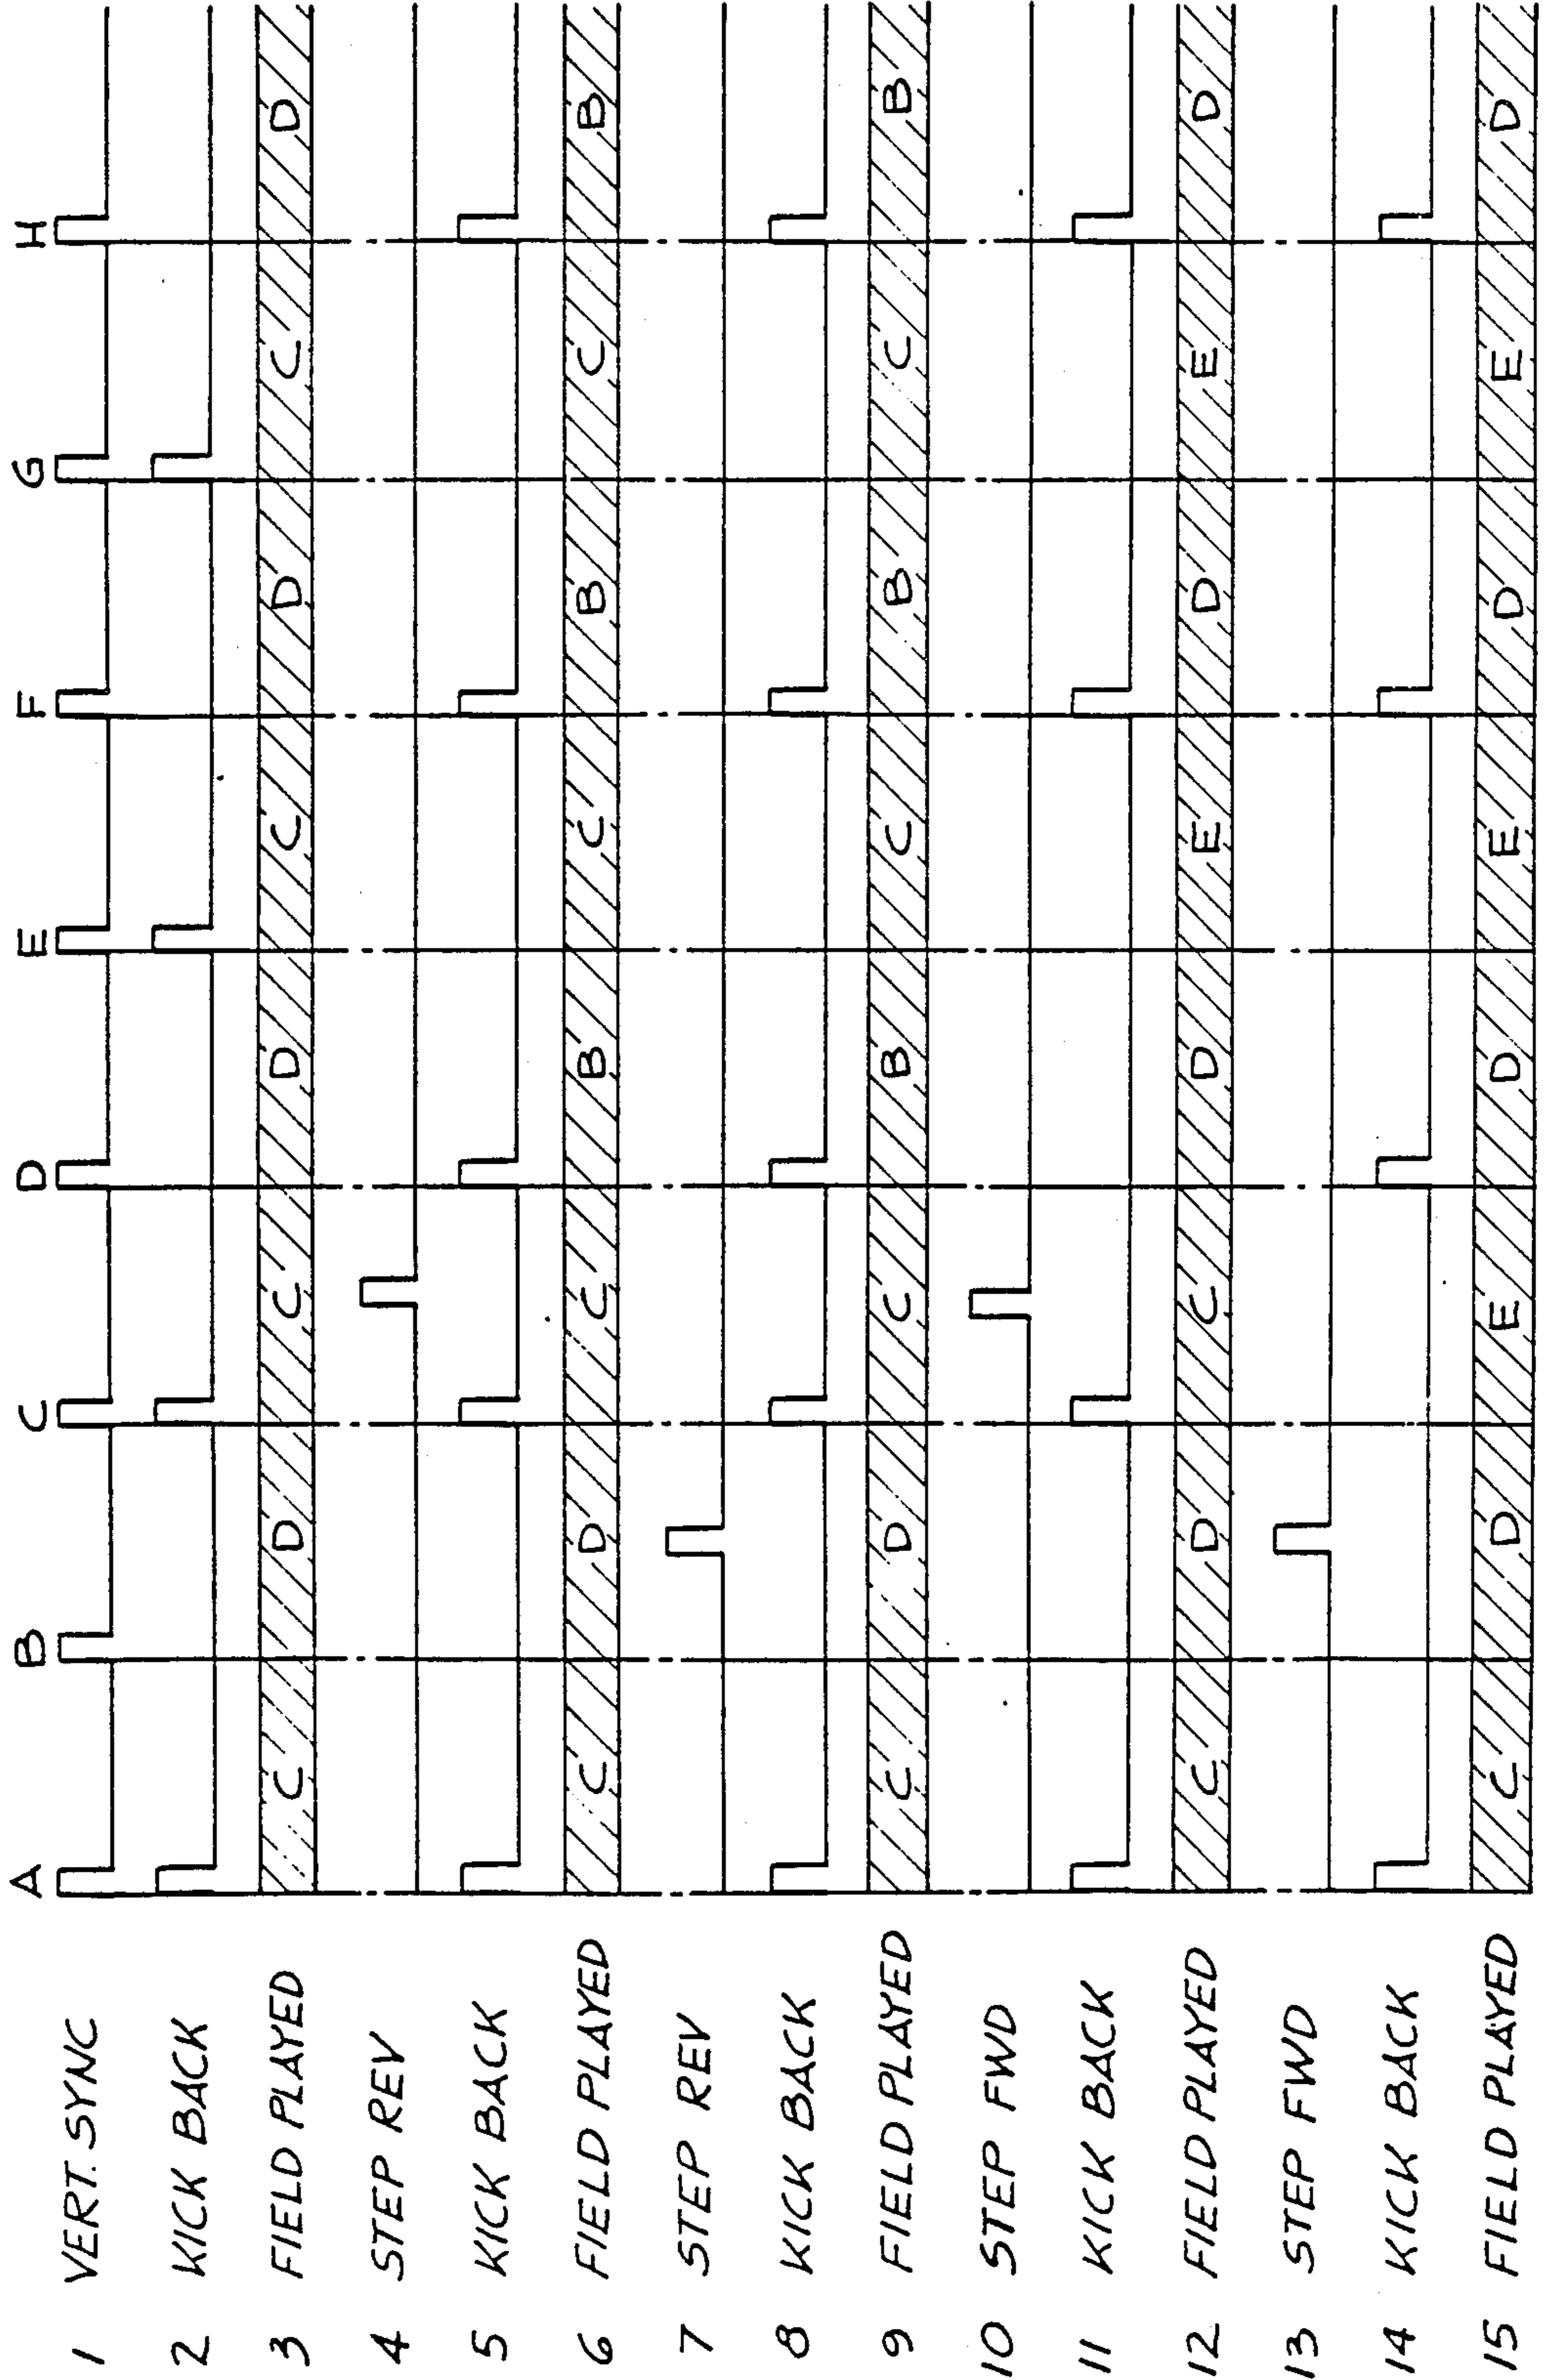 A B C D E F G H
1 VERT. SYNC
2 KICK BACK
3 FIELD PLAYED C D C D C D C D
4 STEP REV
5 KICK BACK
6 FIELD PLAYED C D C B C B C B
7 STEP REV
8 KICK BACK
9 FIELD PLAYED C D C B C B C B
10 STEP FWD
11 KICK BACK
12 FIELD PLAYED C D C D E D E D
13 STEP FWD
14 KICK BACK
15 FIELD PLAYED C D E D E D E D